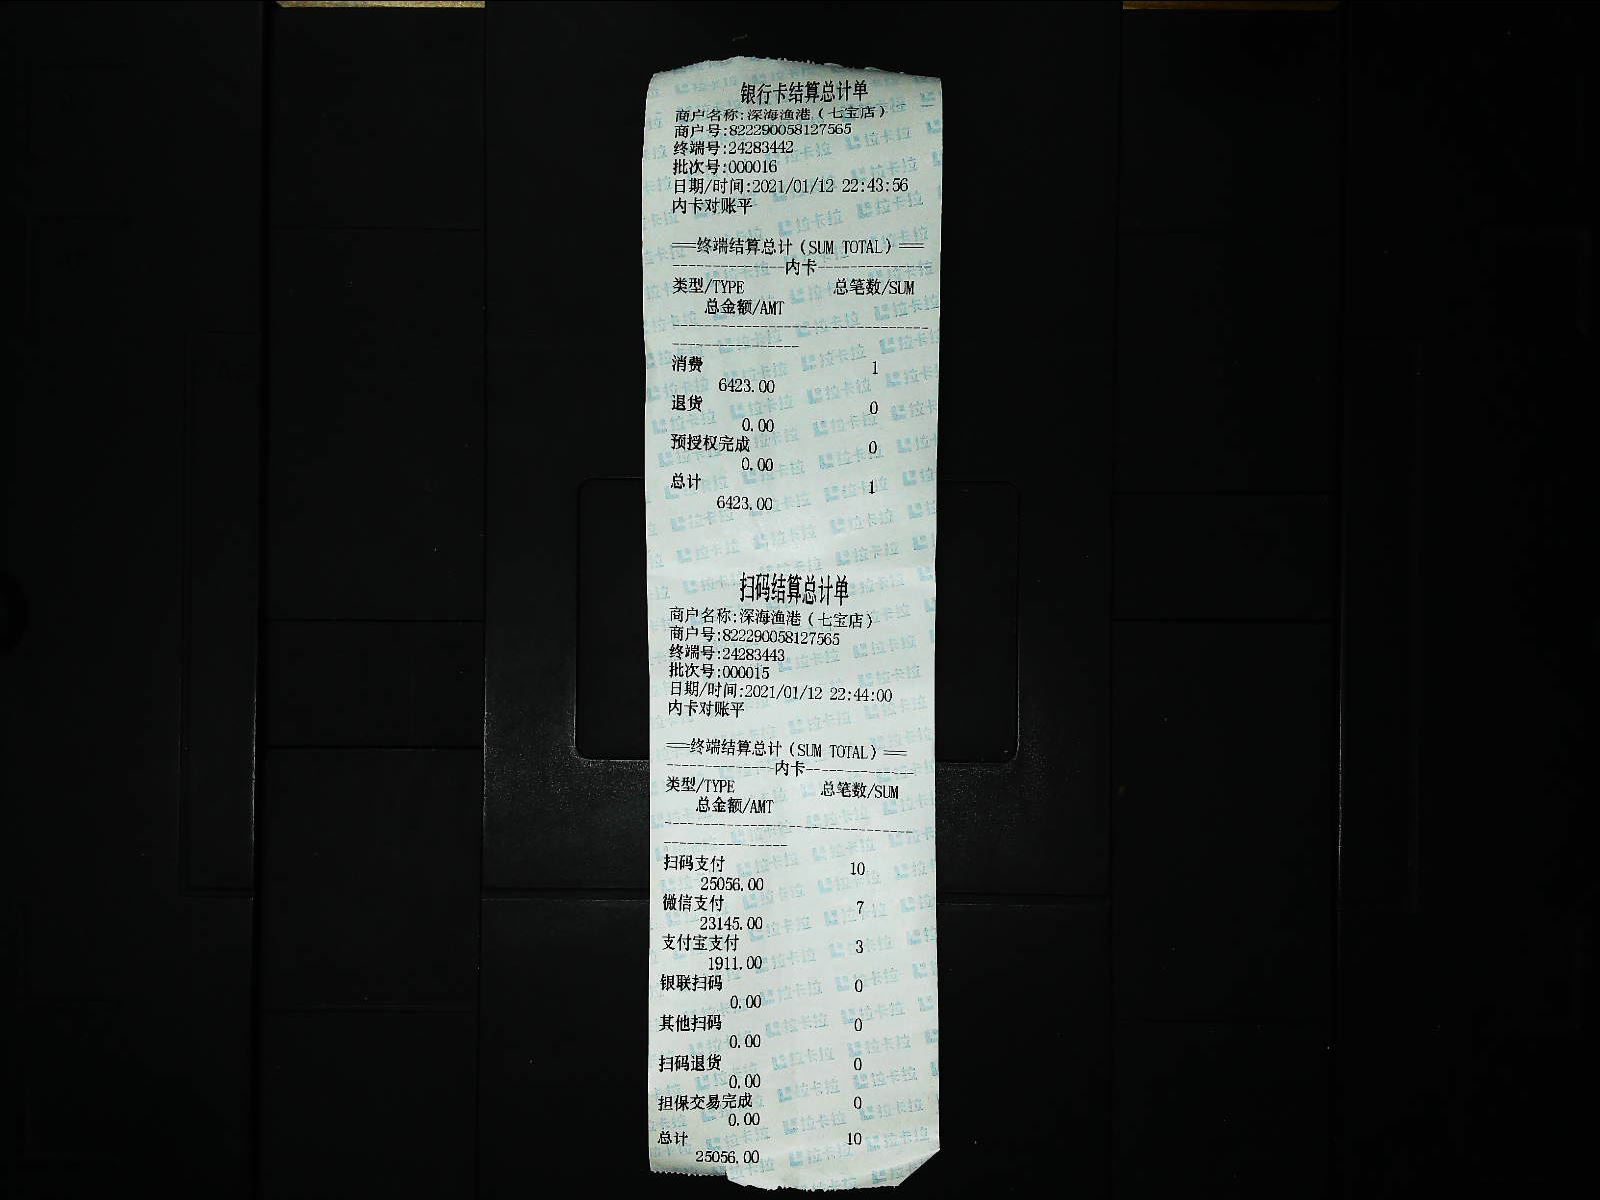 银行卡结算总计单
商户名称:深海渔港(七宝店)
商户号:822290058127565
终端号:24283442
批次号:000016
日期/时间:2021/01/12 22:43:56
内卡对账平
==终端结算总计(SUM TOTAL)==
--------------内卡--------------
类型/TYPE 总笔数/SUM
总金额/AMT
消费 1
6423.00
退货 0
0.00
预授权完成 0
0.00
总计 1
6423.00
扫码结算总计单
商户名称:深海渔港(七宝店)
商户号:822290058127565
终端号:24283443
批次号:000015
日期/时间:2021/01/12 22:44:00
内卡对账平
==终端结算总计(SUM TOTAL)==
--------------内卡--------------
类型/TYPE 总笔数/SUM
总金额/AMT
扫码支付 10
25056.00
微信支付 7
23145.00
支付宝支付 3
1911.00
银联扫码 0
0.00
其他扫码 0
0.00
扫码退货 0
0.00
担保交易完成 0
0.00
总计 10
25056.00